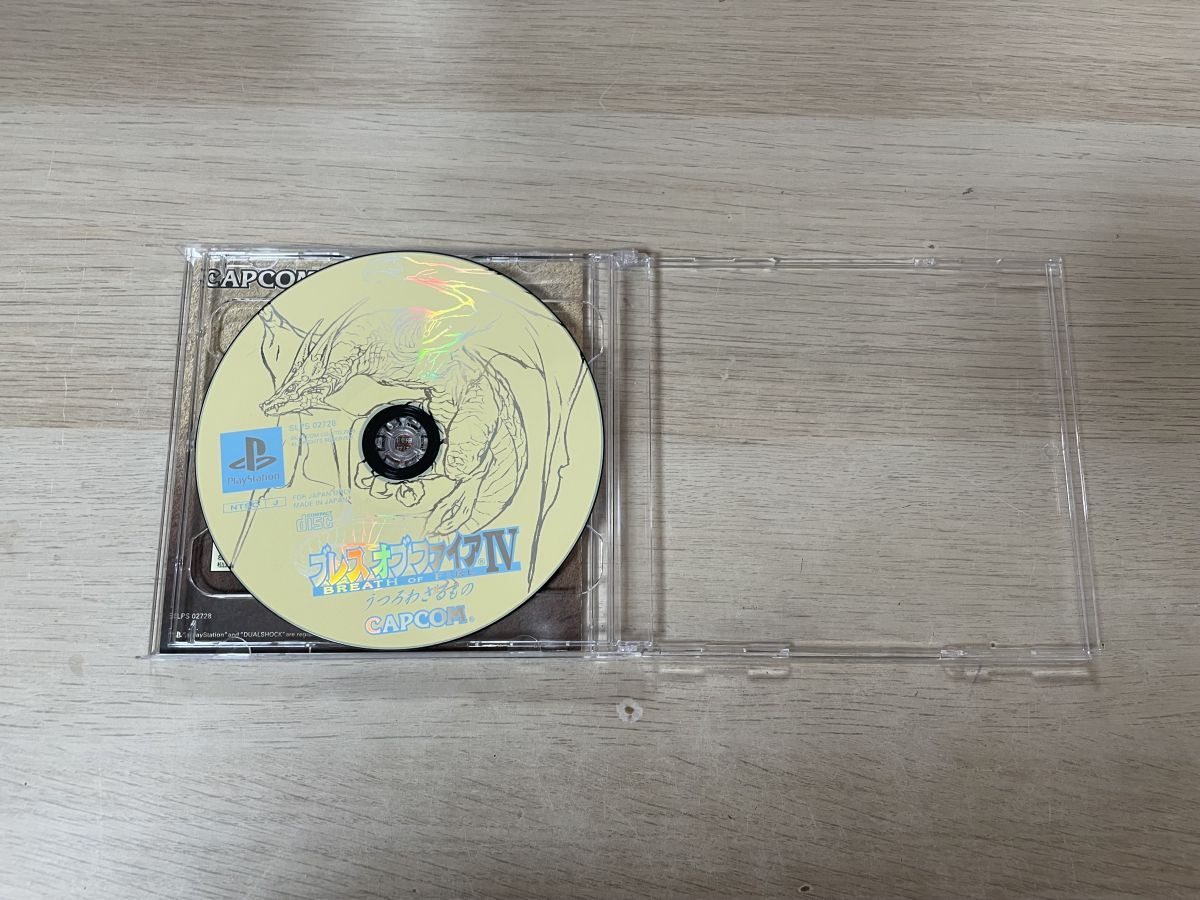 CAPCOM
SLPS 02728
PlayStation
NTSC J
FOR JAPAN ONLY
MADE IN JAPAN
COMPACT
disc
ブレス オブ ファイア IV
BREATH OF FIRE
うつろわざるもの
CAPCOM®
SLPS 02728
"PlayStation" and "DUALSHOCK" are